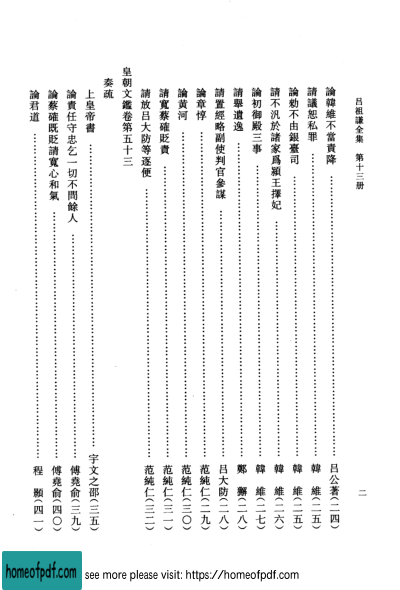 呂祖謙全集　第十三册
二
論韓維不當責降……呂公著(二四)
請議恕私罪……韓　維(二五)
論勑不由銀臺司……韓　維(二五)
請不汎於諸家爲潁王擇妃……韓　維(二六)
論初御殿三事……韓　維(二七)
請舉遺逸……鄭　獬(二八)
請置經略副使判官參謀……呂大防(二八)
論章惇……范純仁(二九)
論黄河……范純仁(三〇)
請寬蔡確貶責……范純仁(三一)
請放呂大防等逐便……范純仁(三二)
皇朝文鑑卷第五十三
奏疏
上皇帝書……宇文之邵(三五)
論責任守忠乞一切不問餘人……傅堯俞(三九)
論蔡確既貶請寬心和氣……傅堯俞(四〇)
論君道……程　顥(四一)
homeofpdf.com
see more please visit: https://homeofpdf.com